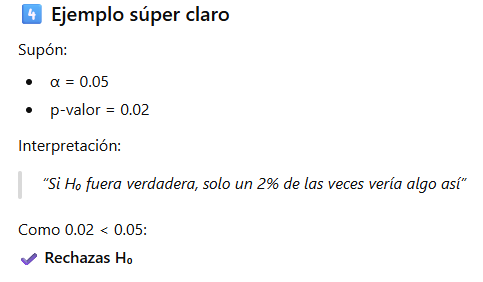 4 Ejemplo súper claro
Supón:
• α = 0.05
• p-valor = 0.02
Interpretación:
“Si H₀ fuera verdadera, solo un 2% de las veces vería algo así”
Como 0.02 < 0.05:
✔ Rechazas H₀